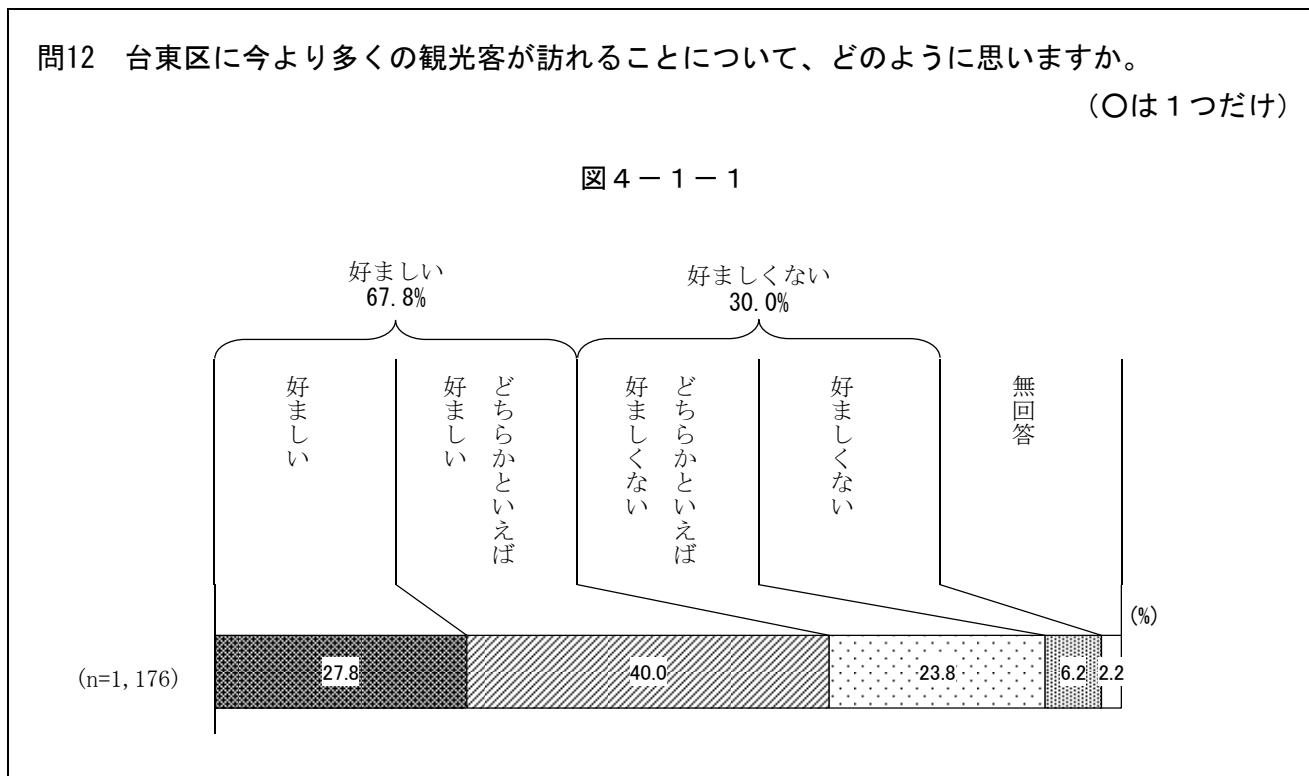 問12　台東区に今より多くの観光客が訪れることについて、どのように思いますか。
（〇は１つだけ）
図４－１－１
好ましい
67.8%
好ましくない
30.0%
好ましい
どちらかといえば
好ましい
どちらかといえば
好ましくない
好ましくない
無回答
(%)
(n=1,176)
27.8
40.0
23.8
6.2
2.2